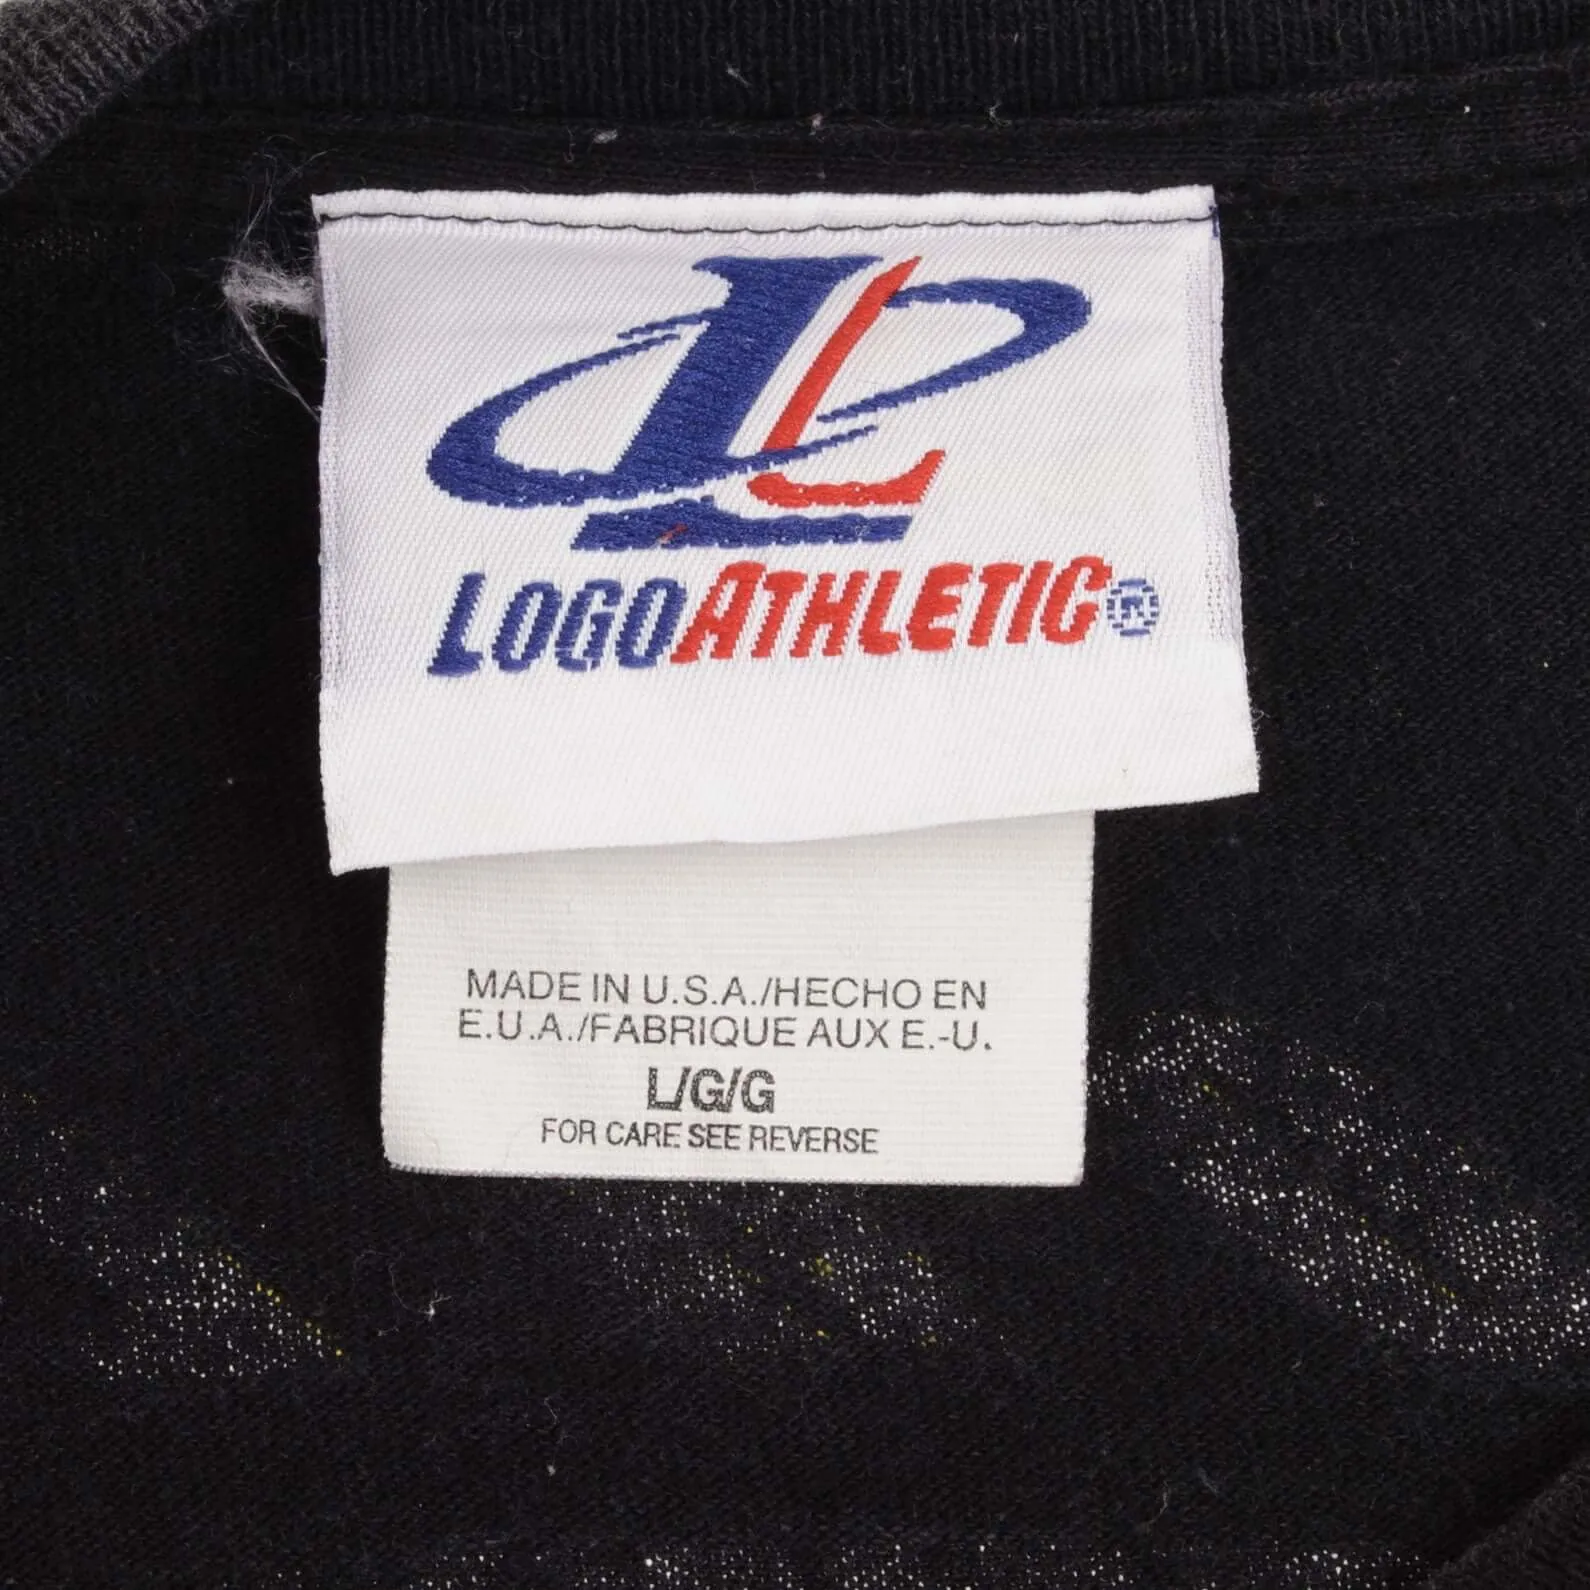 LOGOATHLETIC®
MADE IN U.S.A./HECHO EN
E.U.A./FABRIQUE AUX E.-U.
L/G/G
FOR CARE SEE REVERSE